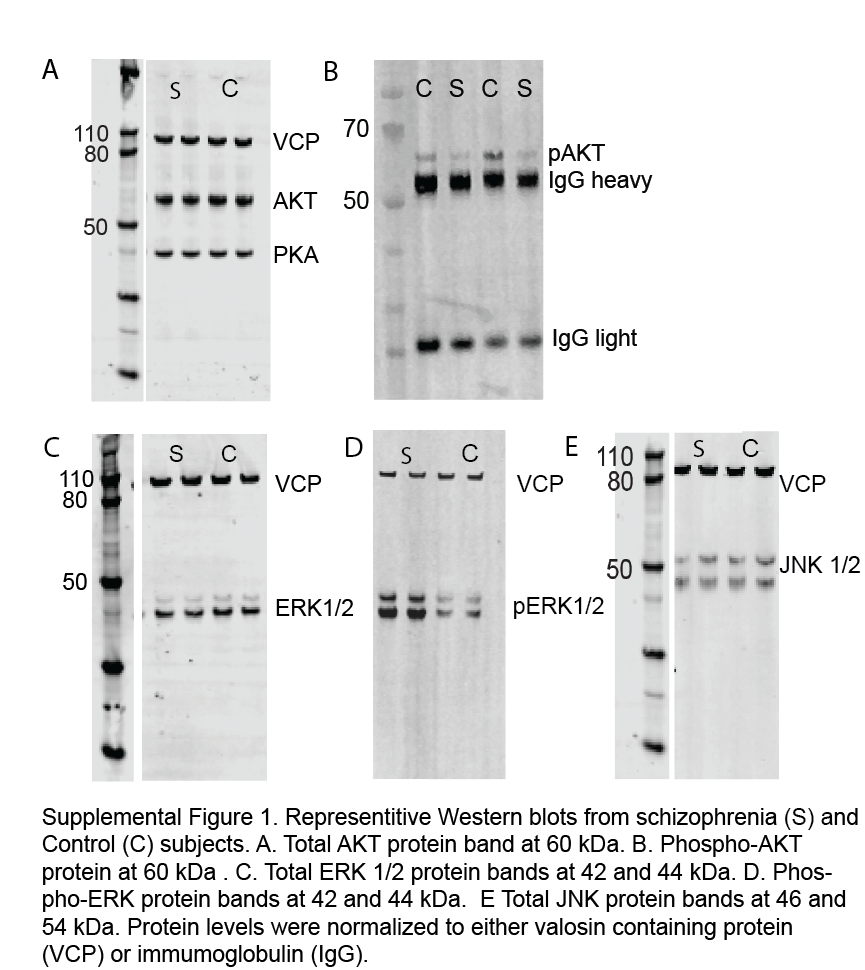 A
S C
110
80
50
VCP
AKT
PKA
B
C S C S
70
50
pAKT
IgG heavy
IgG light
C
S C
110
80
50
VCP
ERK1/2
D
S C
VCP
pERK1/2
E
S C
110
80
50
VCP
JNK 1/2
Supplemental Figure 1. Representitive Western blots from schizophrenia (S) and
Control (C) subjects. A. Total AKT protein band at 60 kDa. B. Phospho-AKT
protein at 60 kDa . C. Total ERK 1/2 protein bands at 42 and 44 kDa. D. Phos-
pho-ERK protein bands at 42 and 44 kDa. E Total JNK protein bands at 46 and
54 kDa. Protein levels were normalized to either valosin containing protein
(VCP) or immumoglobulin (IgG).